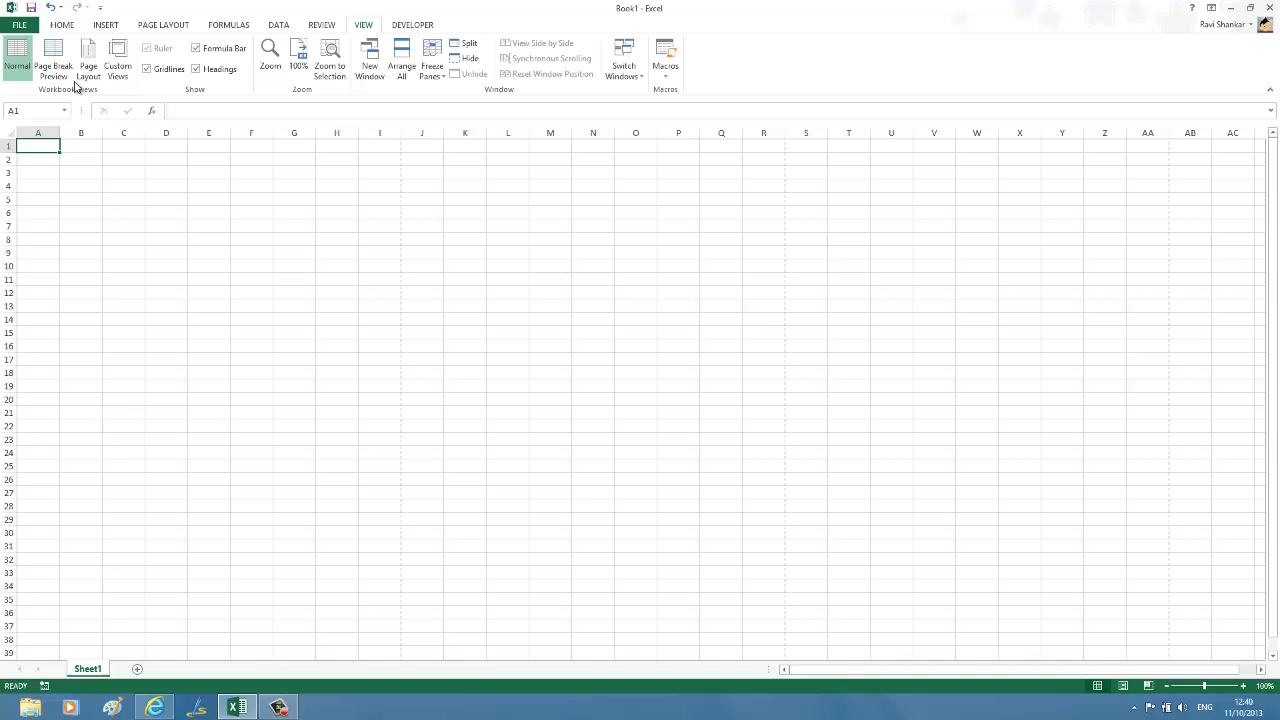 Book1 - Excel
FILE HOME INSERT PAGE LAYOUT FORMULAS DATA REVIEW VIEW DEVELOPER
Ravi Shankar
Normal Page Break Preview Page Layout Custom Views
Ruler Formula Bar
Gridlines Headings
Zoom 100% Zoom to Selection
New Window Arrange All Freeze Panes
Split
Hide
Unhide
View Side by Side
Synchronous Scrolling
Reset Window Position
Switch Windows
Macros
Workbook Views Show Zoom Window Macros
A1 fx
A B C D E F G H I J K L M N O P Q R S T U V W X Y Z AA AB AC
1
2
3
4
5
6
7
8
9
10
11
12
13
14
15
16
17
18
19
20
21
22
23
24
25
26
27
28
29
30
31
32
33
34
35
36
37
38
39
Sheet1
READY 100%
ENG
12:40
11/10/2013